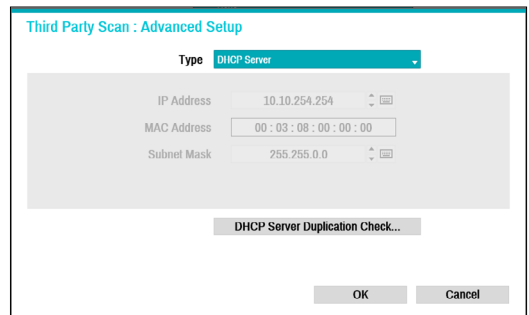 Third Party Scan : Advanced Setup
Type DHCP Server
IP Address 10.10.254.254
MAC Address 00 : 03 : 08 : 00 : 00 : 00
Subnet Mask 255.255.0.0
DHCP Server Duplication Check...
OK Cancel